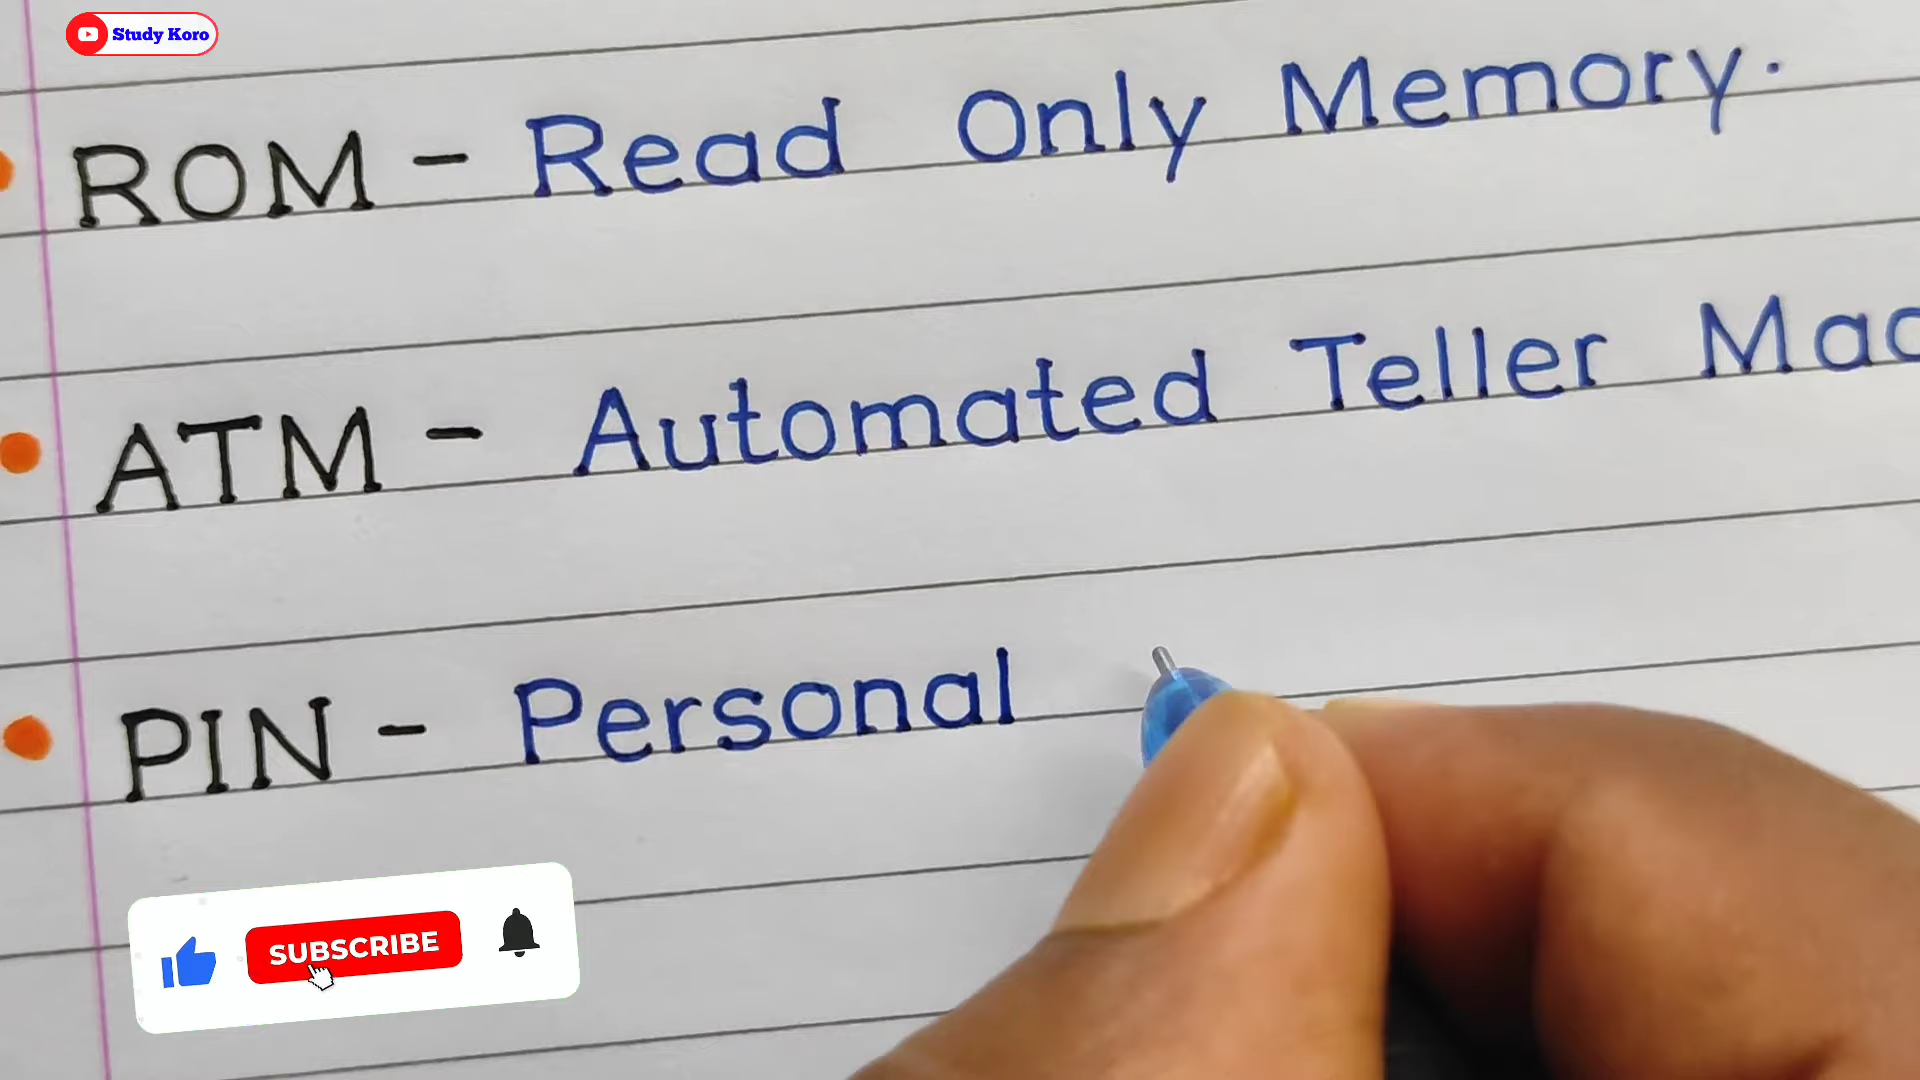 Study Koro
ROM - Read Only Memory.
ATM - Automated Teller Mac
PIN - Personal
SUBSCRIBE